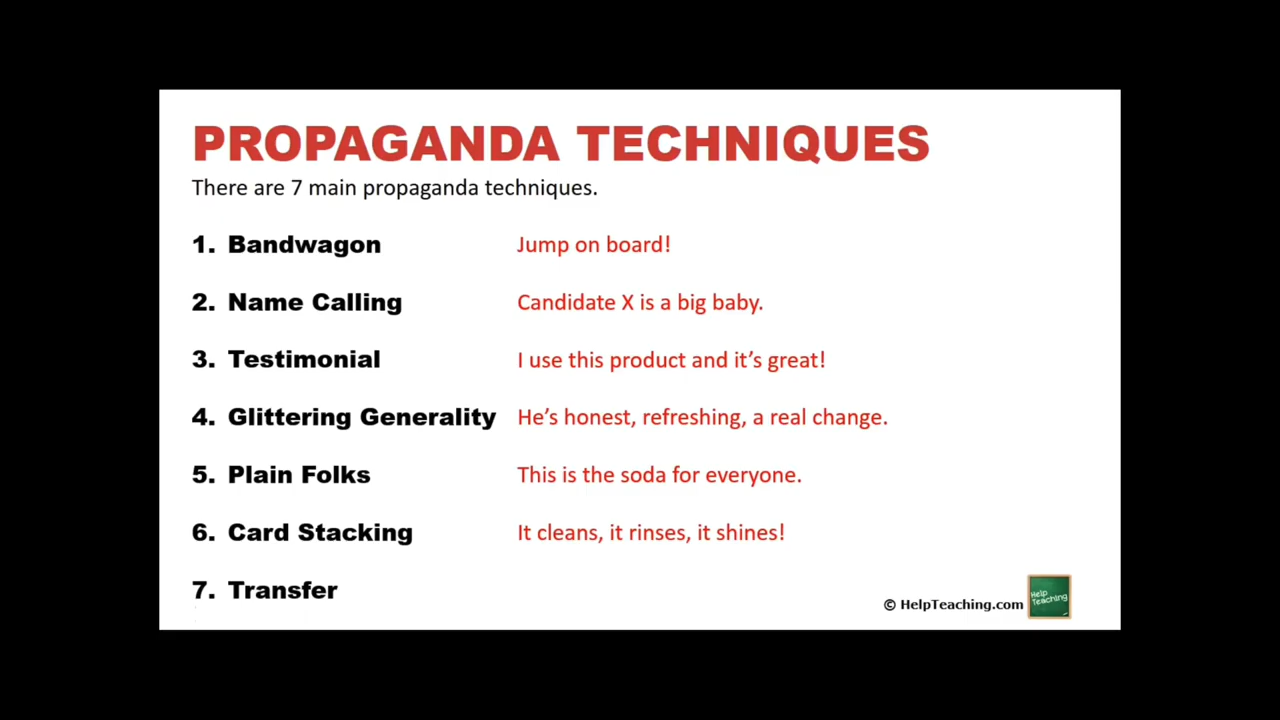 PROPAGANDA TECHNIQUES
There are 7 main propaganda techniques.
1. Bandwagon Jump on board!
2. Name Calling Candidate X is a big baby.
3. Testimonial I use this product and it's great!
4. Glittering Generality He's honest, refreshing, a real change.
5. Plain Folks This is the soda for everyone.
6. Card Stacking It cleans, it rinses, it shines!
7. Transfer
© HelpTeaching.com
Help
Teaching